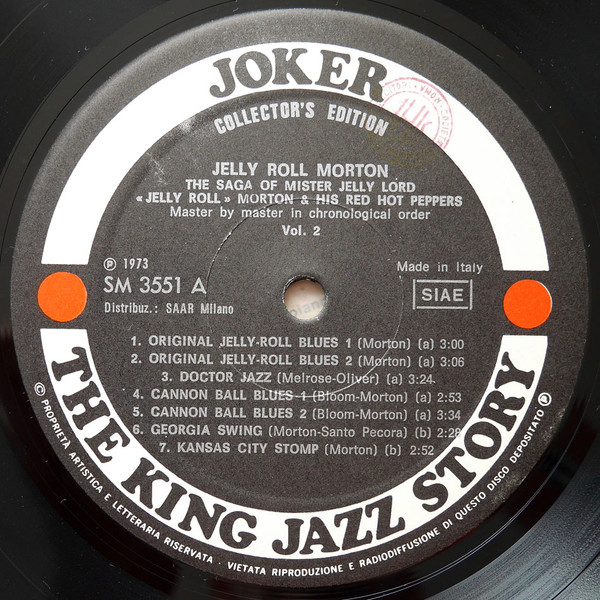 JOKER
COLLECTOR'S EDITION
JELLY ROLL MORTON
THE SAGA OF MISTER JELLY LORD
«JELLY ROLL» MORTON & HIS RED HOT PEPPERS
Master by master in chronological order
Vol. 2
℗ 1973
SM 3551 A
Distribuz.: SAAR Milano
Made in Italy
SIAE
1. ORIGINAL JELLY-ROLL BLUES 1 (Morton) (a) 3:00
2. ORIGINAL JELLY-ROLL BLUES 2 (Morton) (a) 3:06
3. DOCTOR JAZZ (Melrose-Oliver) (a) 3:24
4. CANNON BALL BLUES 1 (Bloom-Morton) (a) 2:53
5. CANNON BALL BLUES 2 (Bloom-Morton) (a) 3:34
6. GEORGIA SWING (Morton-Santo Pecora) (b) 2:28
7. KANSAS CITY STOMP (Morton) (b) 2:52
THE KING JAZZ STORY
© PROPRIETÀ ARTISTICA E LETTERARIA RISERVATA · VIETATA RIPRODUZIONE E RADIODIFFUSIONE DI QUESTO DISCO DEPOSITATO ℗